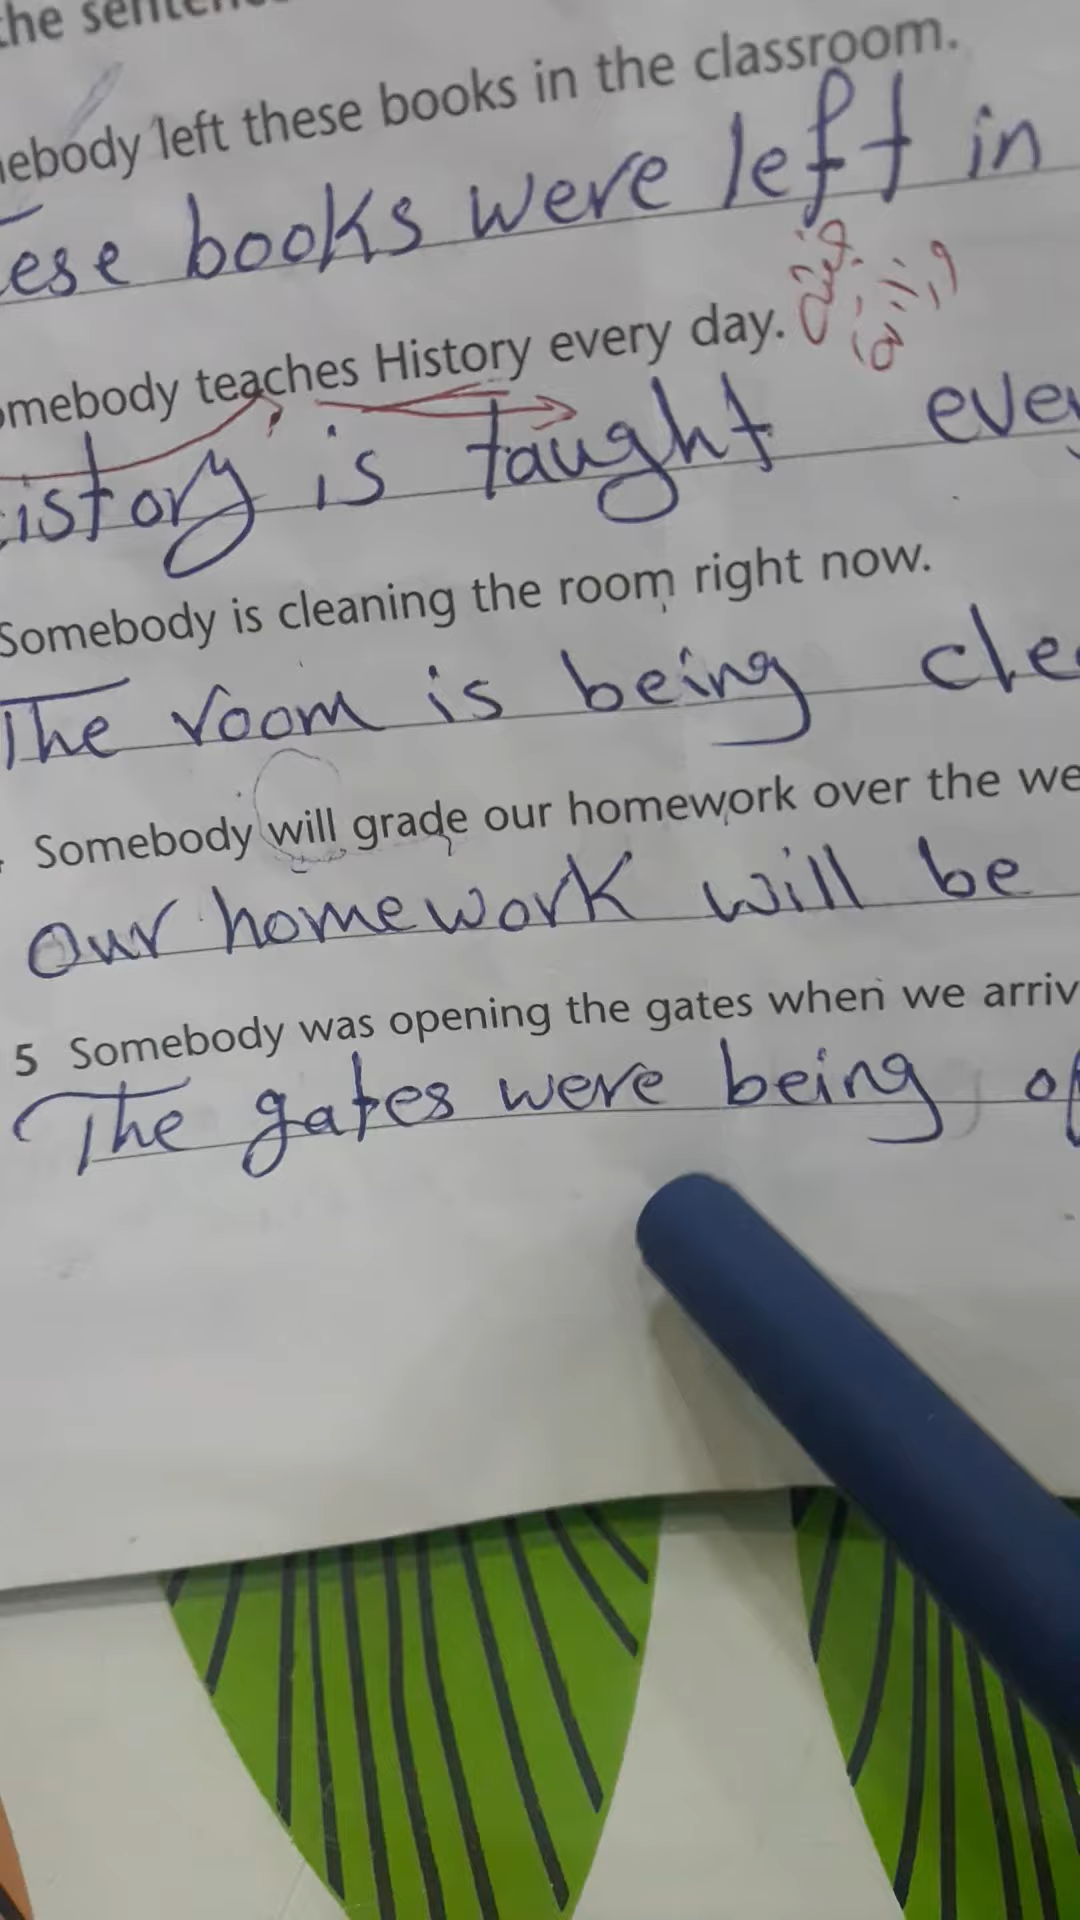 the senten
ebody left these books in the classroom.
ese books were left in
omebody teaches History every day.
istory is taught eve
Somebody is cleaning the room right now.
The room is being cle
Somebody will grade our homework over the we
Our homework will be
5 Somebody was opening the gates when we arriv
The gates were being o